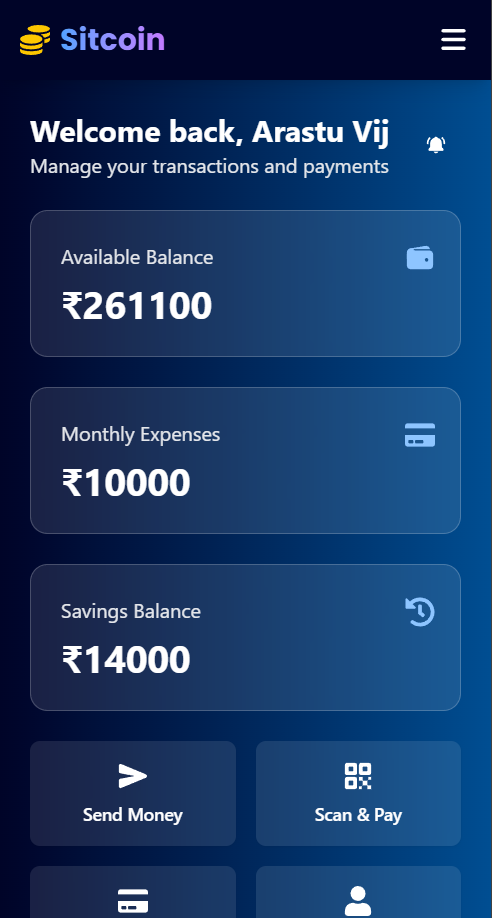 Sitcoin
Welcome back, Arastu Vij
Manage your transactions and payments
Available Balance
₹261100
Monthly Expenses
₹10000
Savings Balance
₹14000
Send Money
Scan & Pay